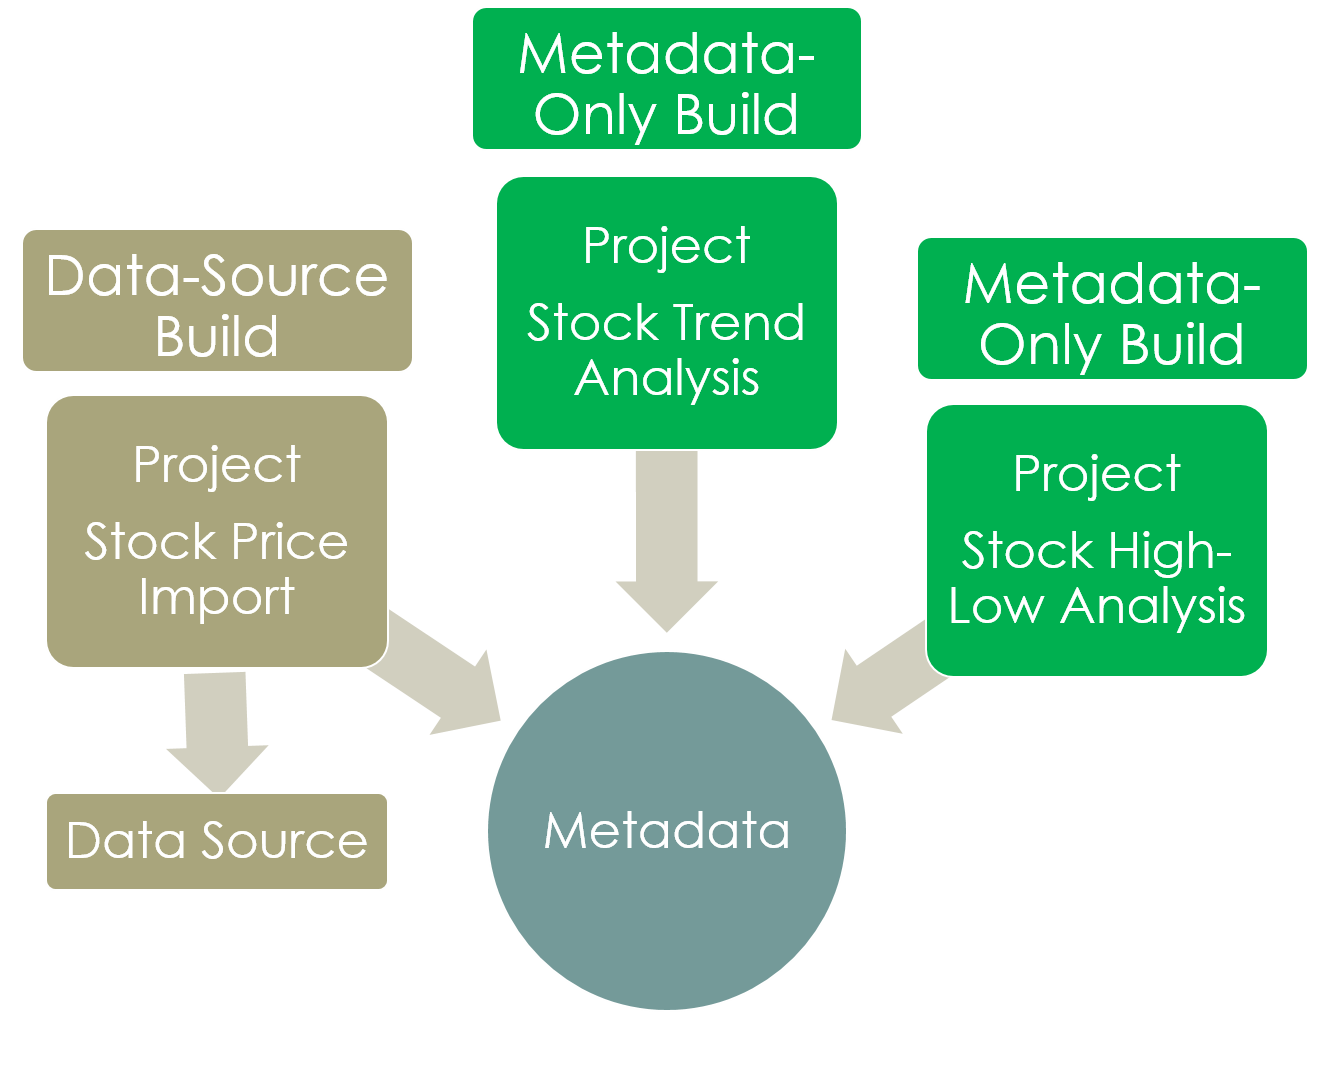 Metadata-
Only Build
Project
Stock Trend
Analysis
Data-Source
Build
Project
Stock Price
Import
Data Source
Metadata-
Only Build
Project
Stock High-
Low Analysis
Metadata